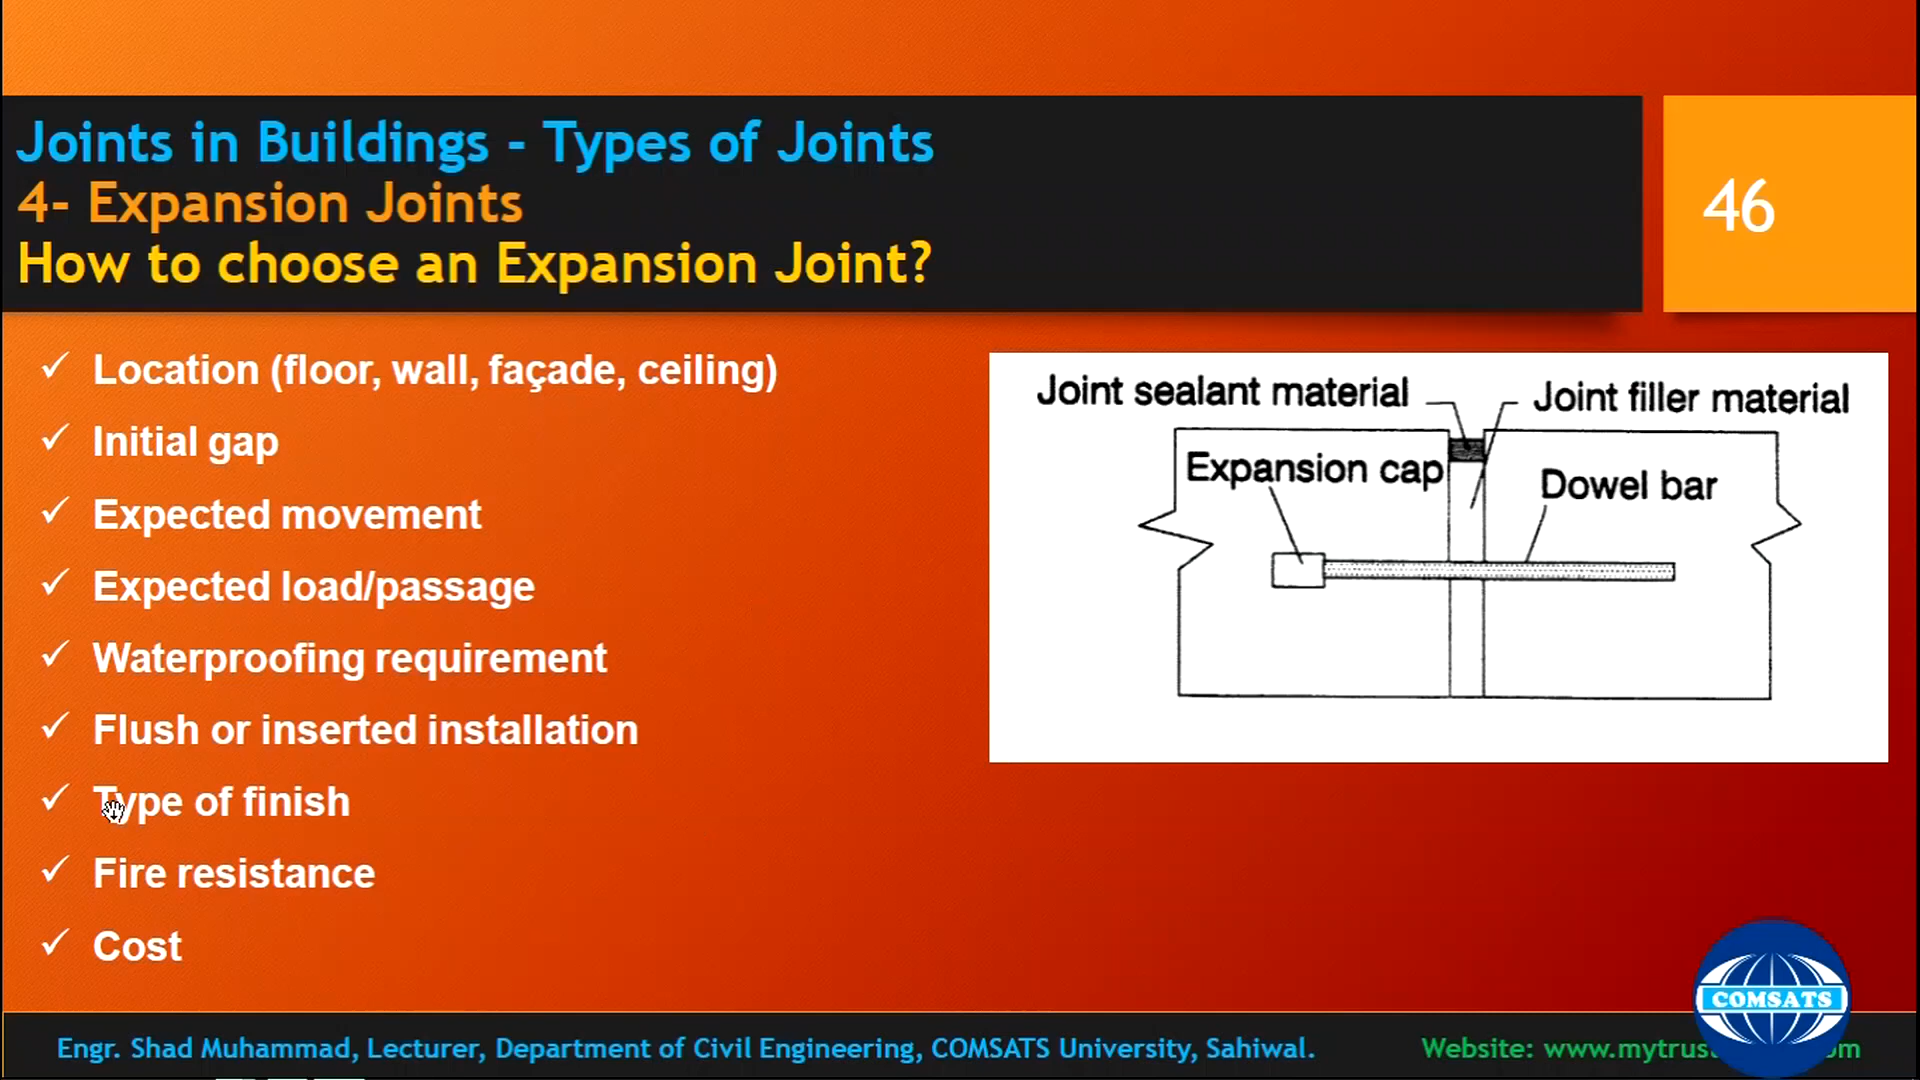 Joints in Buildings - Types of Joints
4- Expansion Joints
How to choose an Expansion Joint?
46
Location (floor, wall, façade, ceiling)
Initial gap
Expected movement
Expected load/passage
Waterproofing requirement
Flush or inserted installation
Type of finish
Fire resistance
Cost
Joint sealant material
Joint filler material
Expansion cap
Dowel bar
COMSATS
Engr. Shad Muhammad, Lecturer, Department of Civil Engineering, COMSATS University, Sahiwal.
Website: